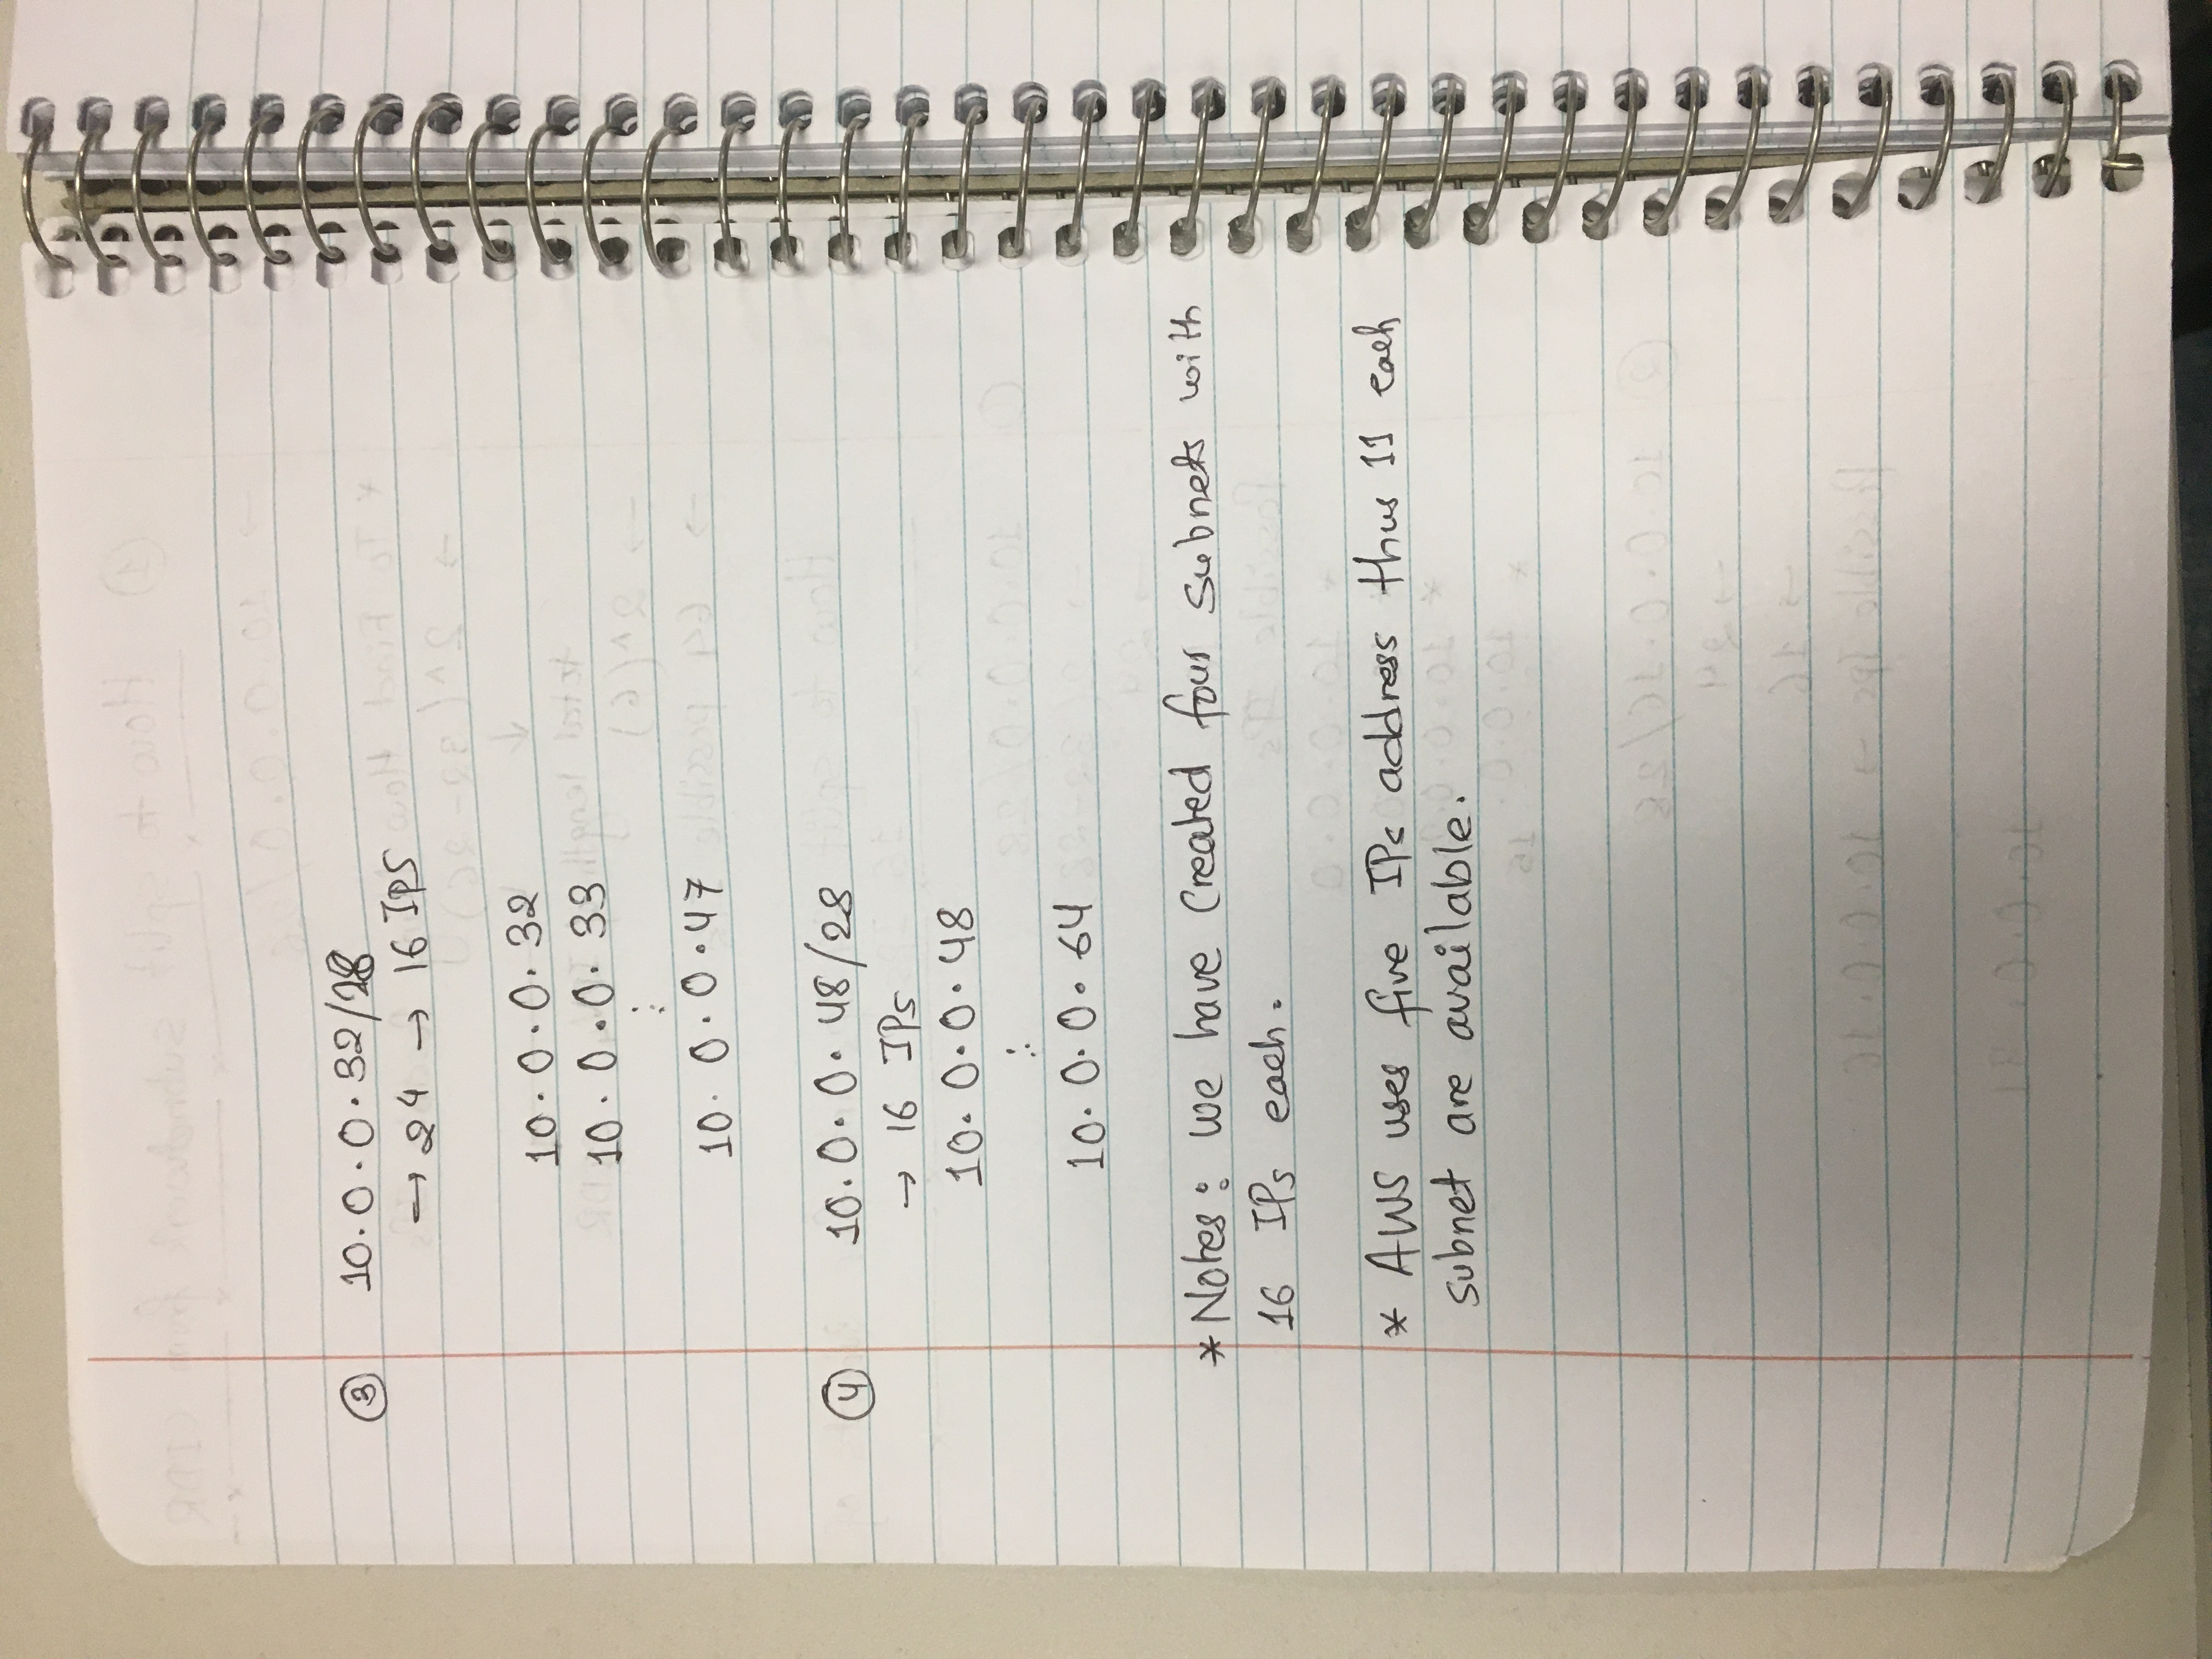 ③ 10.0.0.32/28
→ 24 → 16 IPS
10.0.0.32
10.0.0.33
⋮
10.0.0.47
④ 10.0.0.48/28
→ 16 IPs
10.0.0.48
⋮
10.0.0.64
* Notes: we have created four subnets with
16 IPs each.
* AWS uses five IPs address thus 11 each
subnet are available.